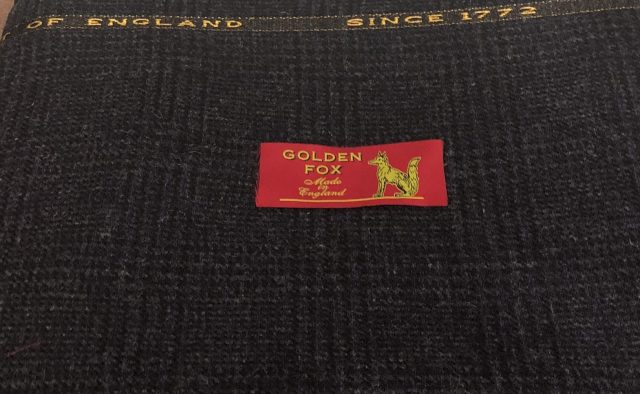 OF ENGLAND SINCE 1772
GOLDEN
FOX
Made
in
England